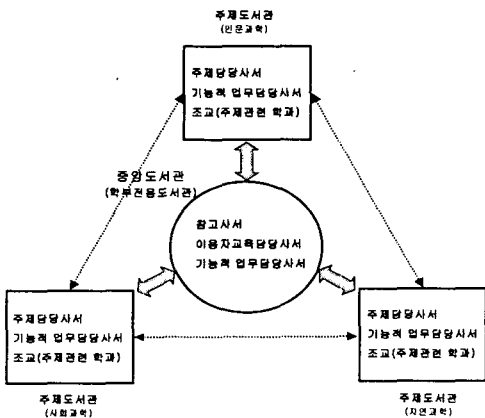 주제도서관
(인문과학)
주제담당사서
기능적 업무담당사서
조교(주제관련 학과)
중앙도서관
(학부전용도서관)
참고사서
이용자교육담당사서
기능적 업무담당사서
주제담당사서
기능적 업무담당사서
조교(주제관련 학과)
주제도서관
(사회과학)
주제담당사서
기능적 업무담당사서
조교(주제관련 학과)
주제도서관
(자연과학)